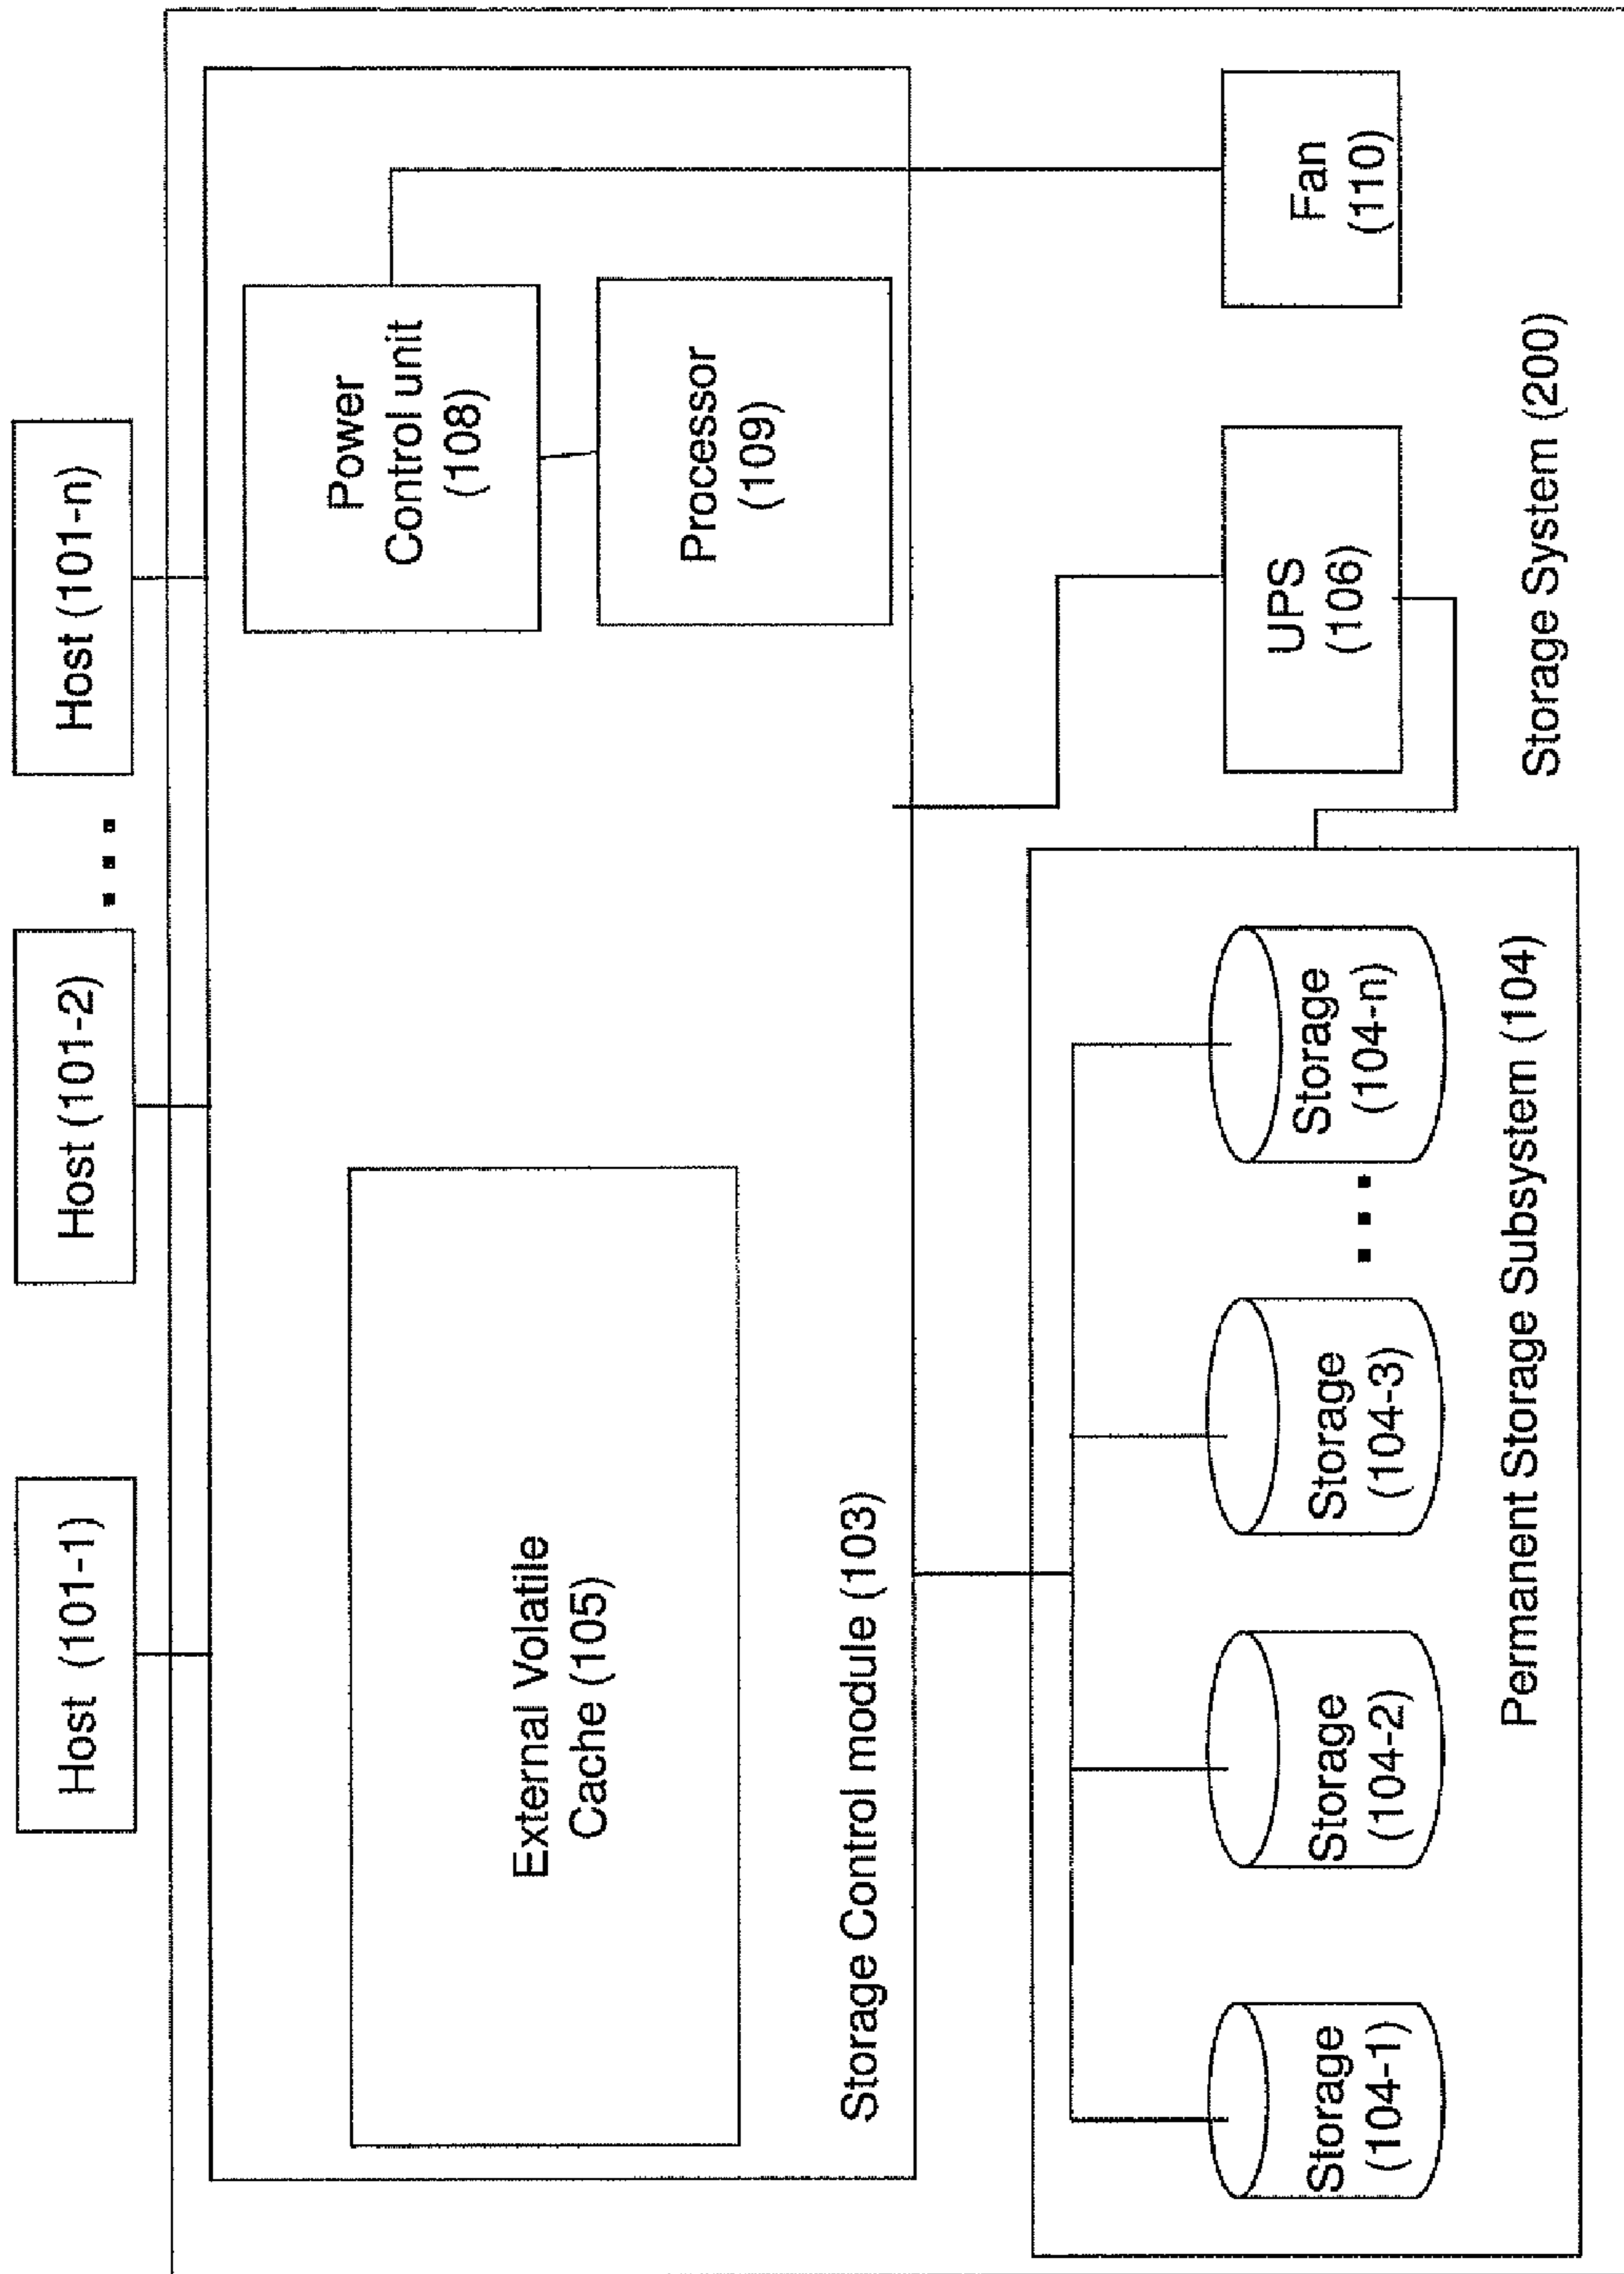 Host (101-1)
Host (101-2)
...
Host (101-n)
External Volatile
Cache (105)
Power
Control unit
(108)
Processor
(109)
Storage Control module (103)
Storage
(104-1)
Storage
(104-2)
Storage
(104-3)
...
Storage
(104-n)
Permanent Storage Subsystem (104)
UPS
(106)
Fan
(110)
Storage System (200)